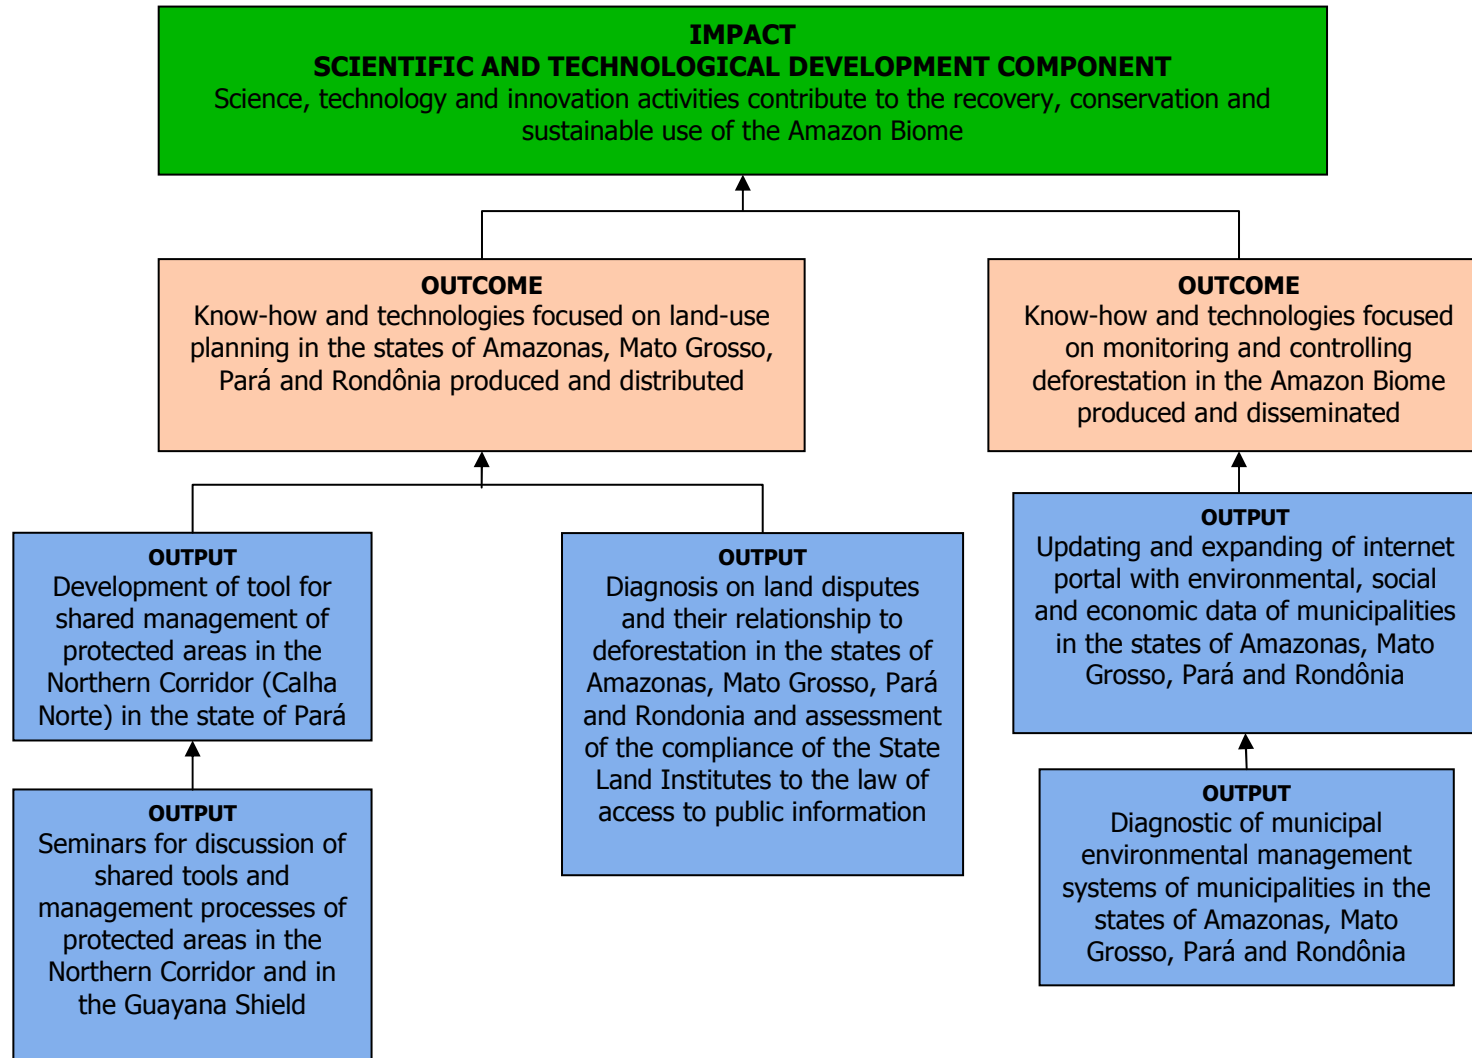 IMPACT
SCIENTIFIC AND TECHNOLOGICAL DEVELOPMENT COMPONENT
Science, technology and innovation activities contribute to the recovery, conservation and
sustainable use of the Amazon Biome
OUTCOME
Know-how and technologies focused on land-use
planning in the states of Amazonas, Mato Grosso,
Pará and Rondônia produced and distributed
OUTCOME
Know-how and technologies focused
on monitoring and controlling
deforestation in the Amazon Biome
produced and disseminated
OUTPUT
Development of tool for
shared management of
protected areas in the
Northern Corridor (Calha
Norte) in the state of Pará
OUTPUT
Diagnosis on land disputes
and their relationship to
deforestation in the states of
Amazonas, Mato Grosso, Pará
and Rondonia and assessment
of the compliance of the State
Land Institutes to the law of
access to public information
OUTPUT
Updating and expanding of internet
portal with environmental, social
and economic data of municipalities
in the states of Amazonas, Mato
Grosso, Pará and Rondônia
OUTPUT
Seminars for discussion of
shared tools and
management processes of
protected areas in the
Northern Corridor and in
the Guayana Shield
OUTPUT
Diagnostic of municipal
environmental management
systems of municipalities in the
states of Amazonas, Mato
Grosso, Pará and Rondônia